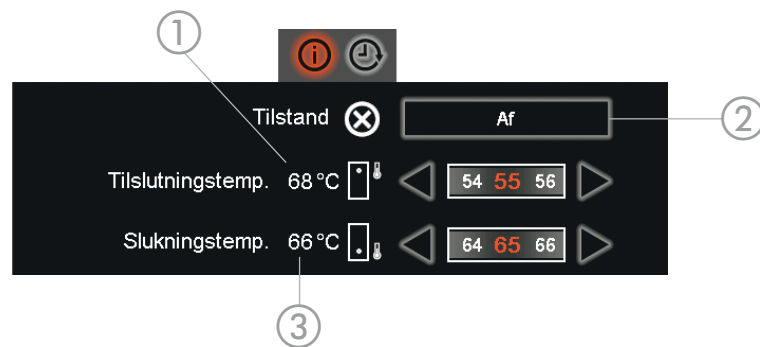 1
Tilstand Af 2
Tilslutningstemp. 68 °C 54 55 56
Slukningstemp. 66 °C 64 65 66
3